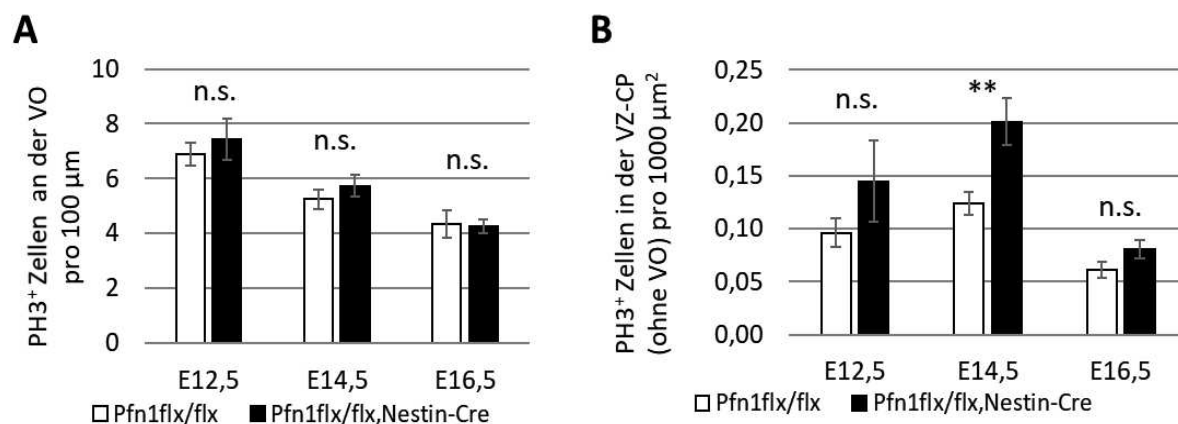 A
PH3⁺ Zellen an der VO
pro 100 µm
10
8
6
4
2
0
n.s.
n.s.
n.s.
E12,5 E14,5 E16,5
Pfn1flx/flx Pfn1flx/flx,Nestin-Cre
B
PH3⁺ Zellen in der VZ-CP
(ohne VO) pro 1000 µm²
0,25
0,20
0,15
0,10
0,05
0,00
n.s.
**
n.s.
E12,5 E14,5 E16,5
Pfn1flx/flx Pfn1flx/flx,Nestin-Cre